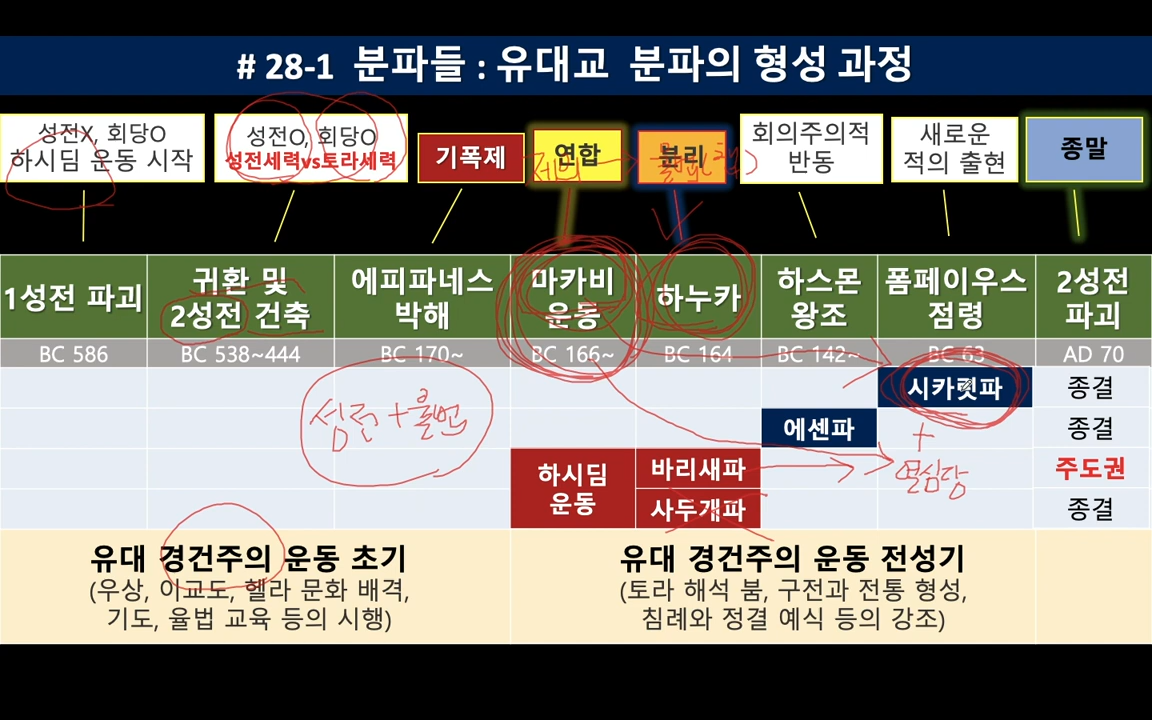 # 28-1 분파들 : 유대교 분파의 형성 과정
성전X, 회당O
하시딤 운동 시작
성전O, 회당O
성전세력vs토라세력
기폭제
연합
분리
회의주의적
반동
새로운
적의 출현
종말
1성전 파괴
귀환 및
2성전 건축
에피파네스
박해
마카비
운동
하누카
하스몬
왕조
폼페이우스
점령
2성전
파괴
BC 586
BC 538~444
BC 170~
BC 166~
BC 164
BC 142~
BC 63
AD 70
시카릿파
종결
에센파
종결
성전+율법
하시딤
운동
바리새파
+
열심당
주도권
사두개파
종결
유대 경건주의 운동 초기
(우상, 이교도, 헬라 문화 배격,
기도, 율법 교육 등의 시행)
유대 경건주의 운동 전성기
(토라 해석 붐, 구전과 전통 형성,
침례와 정결 예식 등의 강조)